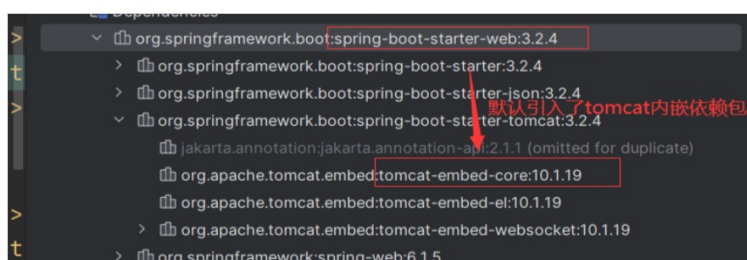 Dependencies
org.springframework.boot:spring-boot-starter-web:3.2.4
org.springframework.boot:spring-boot-starter:3.2.4
org.springframework.boot:spring-boot-starter-json:3.2.4
默认引入了tomcat内嵌依赖包
org.springframework.boot:spring-boot-starter-tomcat:3.2.4
jakarta.annotation:jakarta.annotation-api:2.1.1 (omitted for duplicate)
org.apache.tomcat.embed:tomcat-embed-core:10.1.19
org.apache.tomcat.embed:tomcat-embed-el:10.1.19
org.apache.tomcat.embed:tomcat-embed-websocket:10.1.19
org.springframework:spring-web:6.1.5